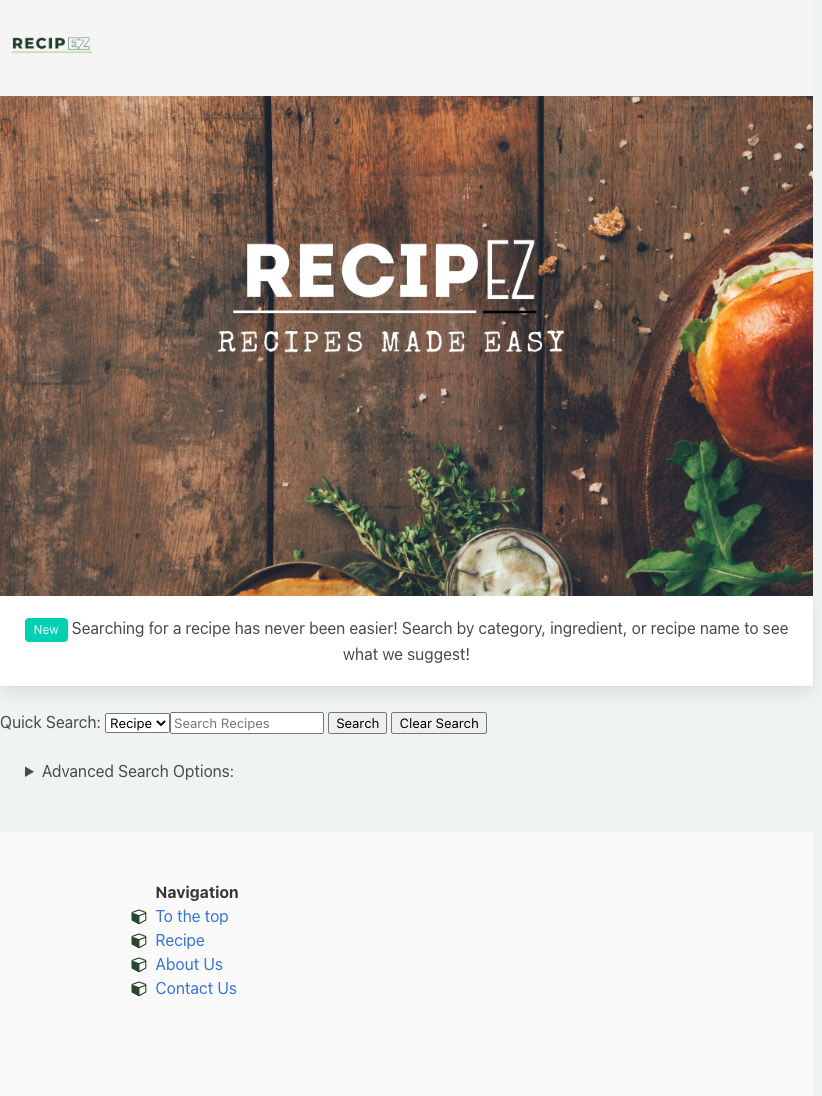 RECIPEZ
RECIPEZ
RECIPES MADE EASY
New Searching for a recipe has never been easier! Search by category, ingredient, or recipe name to see
what we suggest!
Quick Search: Recipe Search Recipes Search Clear Search
Advanced Search Options:
Navigation
To the top
Recipe
About Us
Contact Us